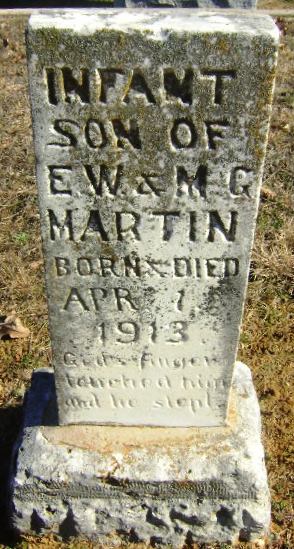 INFANT
SON OF
E.W. & M.G
MARTIN
BORN & DIED
APR 1
1913
God's finger
touched him
and he slept